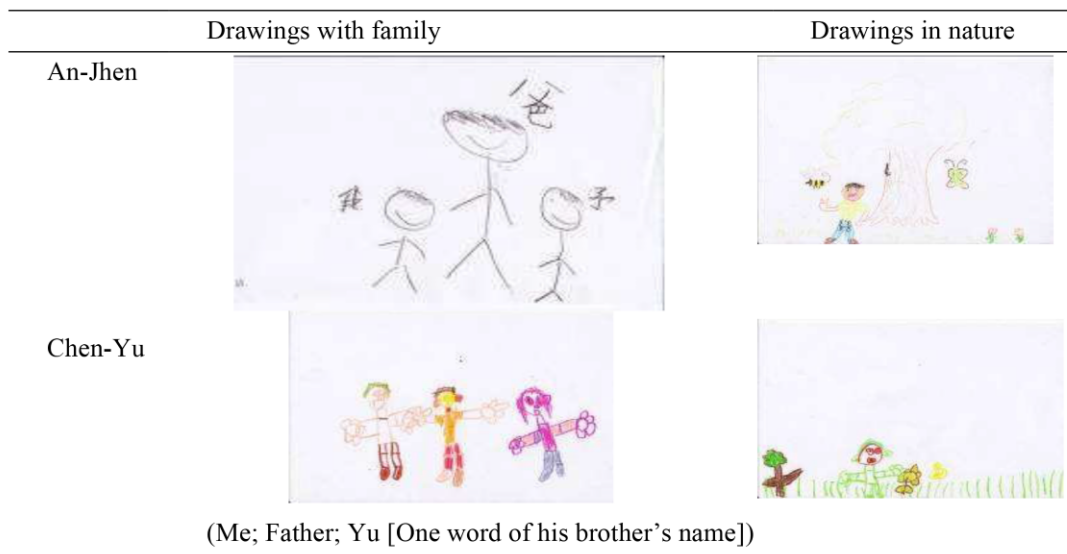 Drawings with family
Drawings in nature
An-Jhen
爸
我
予
Chen-Yu
(Me; Father; Yu [One word of his brother’s name])